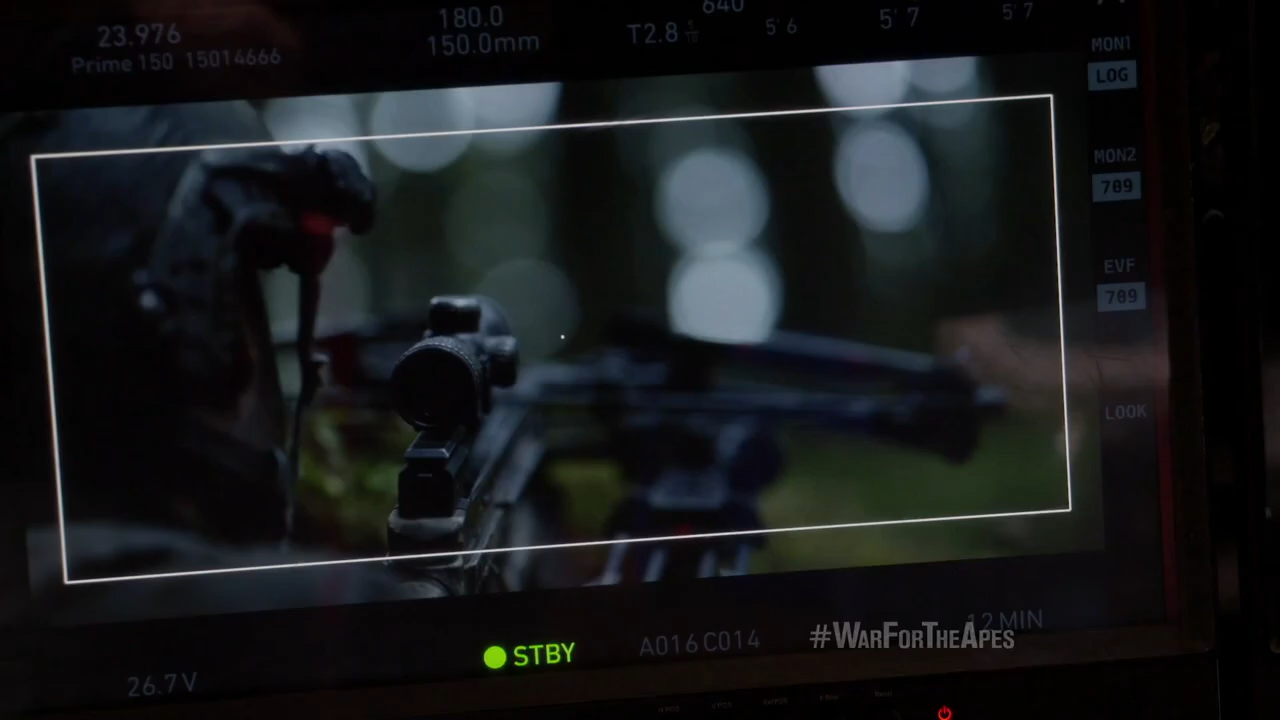 23.976
Prime 150 15014666
180.0
150.0mm
T2.8
640
5' 6
5' 7
5' 7
MON1
LOG
MON2
709
EVF
709
LOOK
26.7V
STBY
A016C014
12 MIN
#WARFORTHEAPES